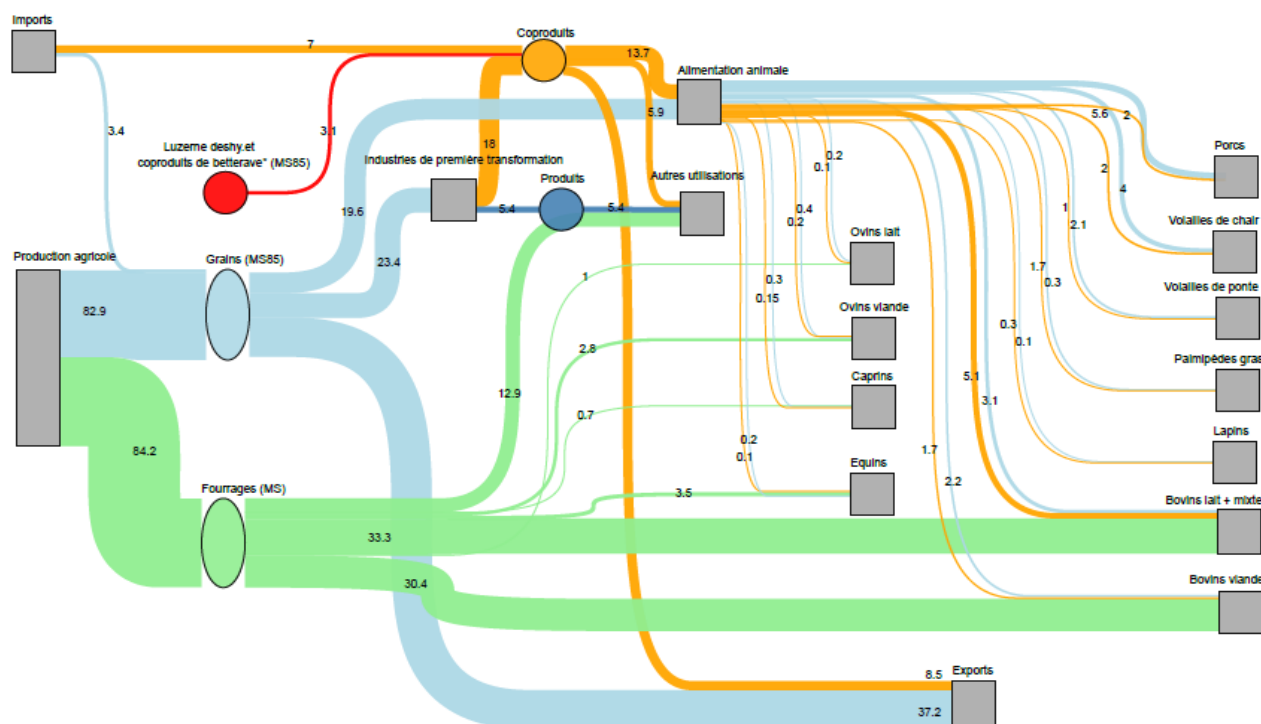 Imports
7
Coproduits
13.7
Alimentation animale
3.4
3.1
18
5.9
5.6
2
Luzerne deshy.et
coproduits de betterave" (MS85)
Industries de première transformation
Produits
Autres utilisations
0.2
0.1
Porcs
2
4
19.6
5.4
5.4
0.4
0.2
1
2.1
Volailles de chair
Production agricole
Grains (MS85)
23.4
Ovins lait
1
0.3
0.15
1.7
0.3
Volailles de ponte
82.9
Ovins viande
2.8
0.3
0.1
Palmipèdes gras
12.9
Caprins
5.1
3.1
0.7
0.2
0.1
1.7
2.2
Lapins
84.2
Fourrages (MS)
Equins
3.5
Bovins lait + mixte
33.3
30.4
Bovins viande
8.5
Exports
37.2